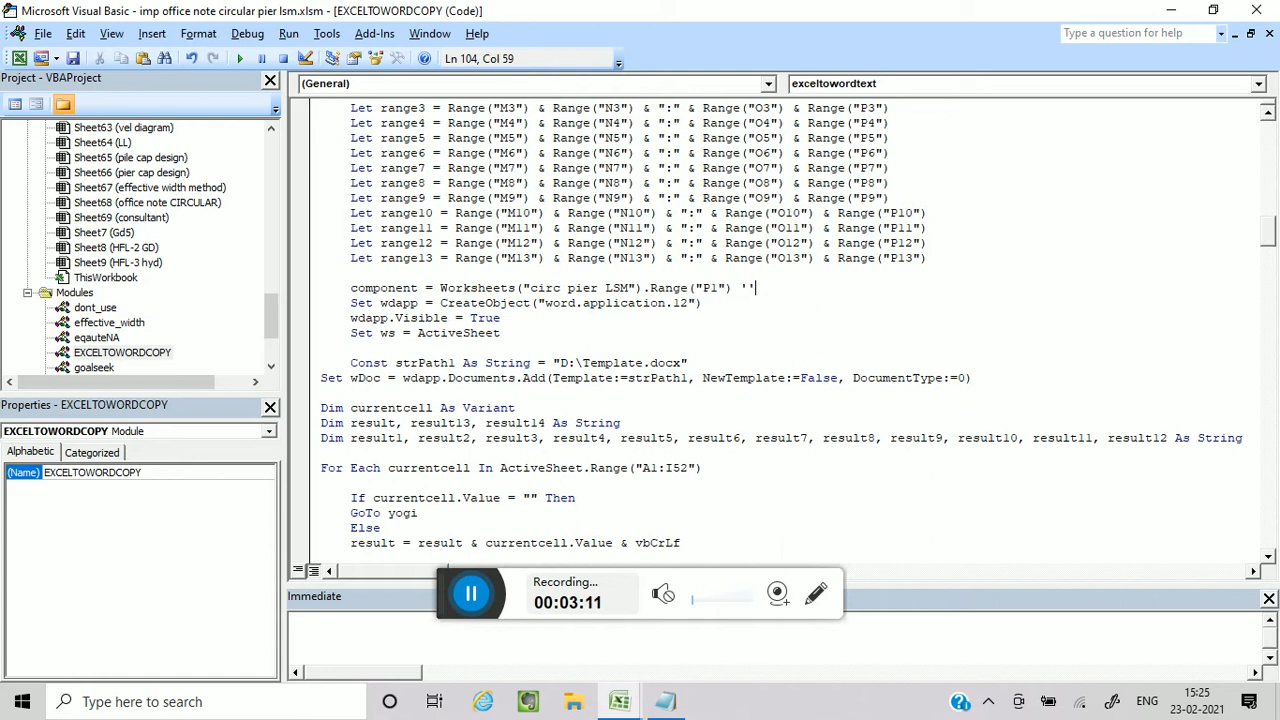 Microsoft Visual Basic - imp office note circular pier lsm.xlsm - [EXCELTOWORDCOPY (Code)]
File Edit View Insert Format Debug Run Tools Add-Ins Window Help
Type a question for help
Ln 104, Col 59
Project - VBAProject
Sheet63 (vel diagram)
Sheet64 (LL)
Sheet65 (pile cap design)
Sheet66 (pier cap design)
Sheet67 (effective width method)
Sheet68 (office note CIRCULAR)
Sheet69 (consultant)
Sheet7 (Gd5)
Sheet8 (HFL-2 GD)
Sheet9 (HFL-3 hyd)
ThisWorkbook
Modules
dont_use
effective_width
eqauteNA
EXCELTOWORDCOPY
goalseek
Properties - EXCELTOWORDCOPY
EXCELTOWORDCOPY Module
Alphabetic Categorized
(Name) EXCELTOWORDCOPY
(General)
exceltowordtext
Let range3 = Range("M3") & Range("N3") & ":" & Range("O3") & Range("P3")
Let range4 = Range("M4") & Range("N4") & ":" & Range("O4") & Range("P4")
Let range5 = Range("M5") & Range("N5") & ":" & Range("O5") & Range("P5")
Let range6 = Range("M6") & Range("N6") & ":" & Range("O6") & Range("P6")
Let range7 = Range("M7") & Range("N7") & ":" & Range("O7") & Range("P7")
Let range8 = Range("M8") & Range("N8") & ":" & Range("O8") & Range("P8")
Let range9 = Range("M9") & Range("N9") & ":" & Range("O9") & Range("P9")
Let range10 = Range("M10") & Range("N10") & ":" & Range("O10") & Range("P10")
Let range11 = Range("M11") & Range("N11") & ":" & Range("O11") & Range("P11")
Let range12 = Range("M12") & Range("N12") & ":" & Range("O12") & Range("P12")
Let range13 = Range("M13") & Range("N13") & ":" & Range("O13") & Range("P13")
component = Worksheets("circ pier LSM").Range("P1") ''
Set wdapp = CreateObject("word.application.12")
wdapp.Visible = True
Set ws = ActiveSheet
Const strPath1 As String = "D:\Template.docx"
Set wDoc = wdapp.Documents.Add(Template:=strPath1, NewTemplate:=False, DocumentType:=0)
Dim currentcell As Variant
Dim result, result13, result14 As String
Dim result1, result2, result3, result4, result5, result6, result7, result8, result9, result10, result11, result12 As String
For Each currentcell In ActiveSheet.Range("A1:I52")
If currentcell.Value = "" Then
GoTo yogi
Else
result = result & currentcell.Value & vbCrLf
Recording...
00:03:11
Immediate
Type here to search
ENG
15:25
23-02-2021